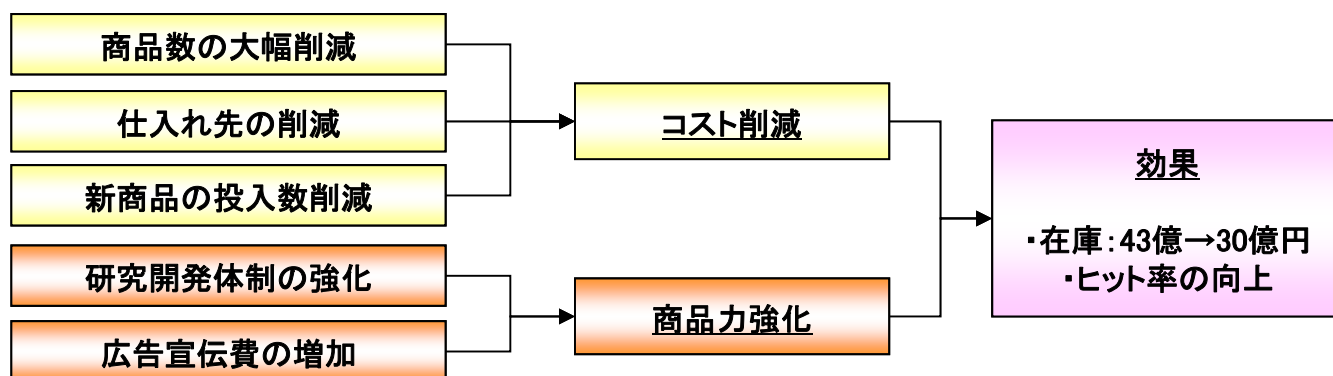 商品数の大幅削減
仕入れ先の削減
新商品の投入数削減
研究開発体制の強化
広告宣伝費の増加
コスト削減
商品力強化
効果
・在庫：43億→30億円
・ヒット率の向上